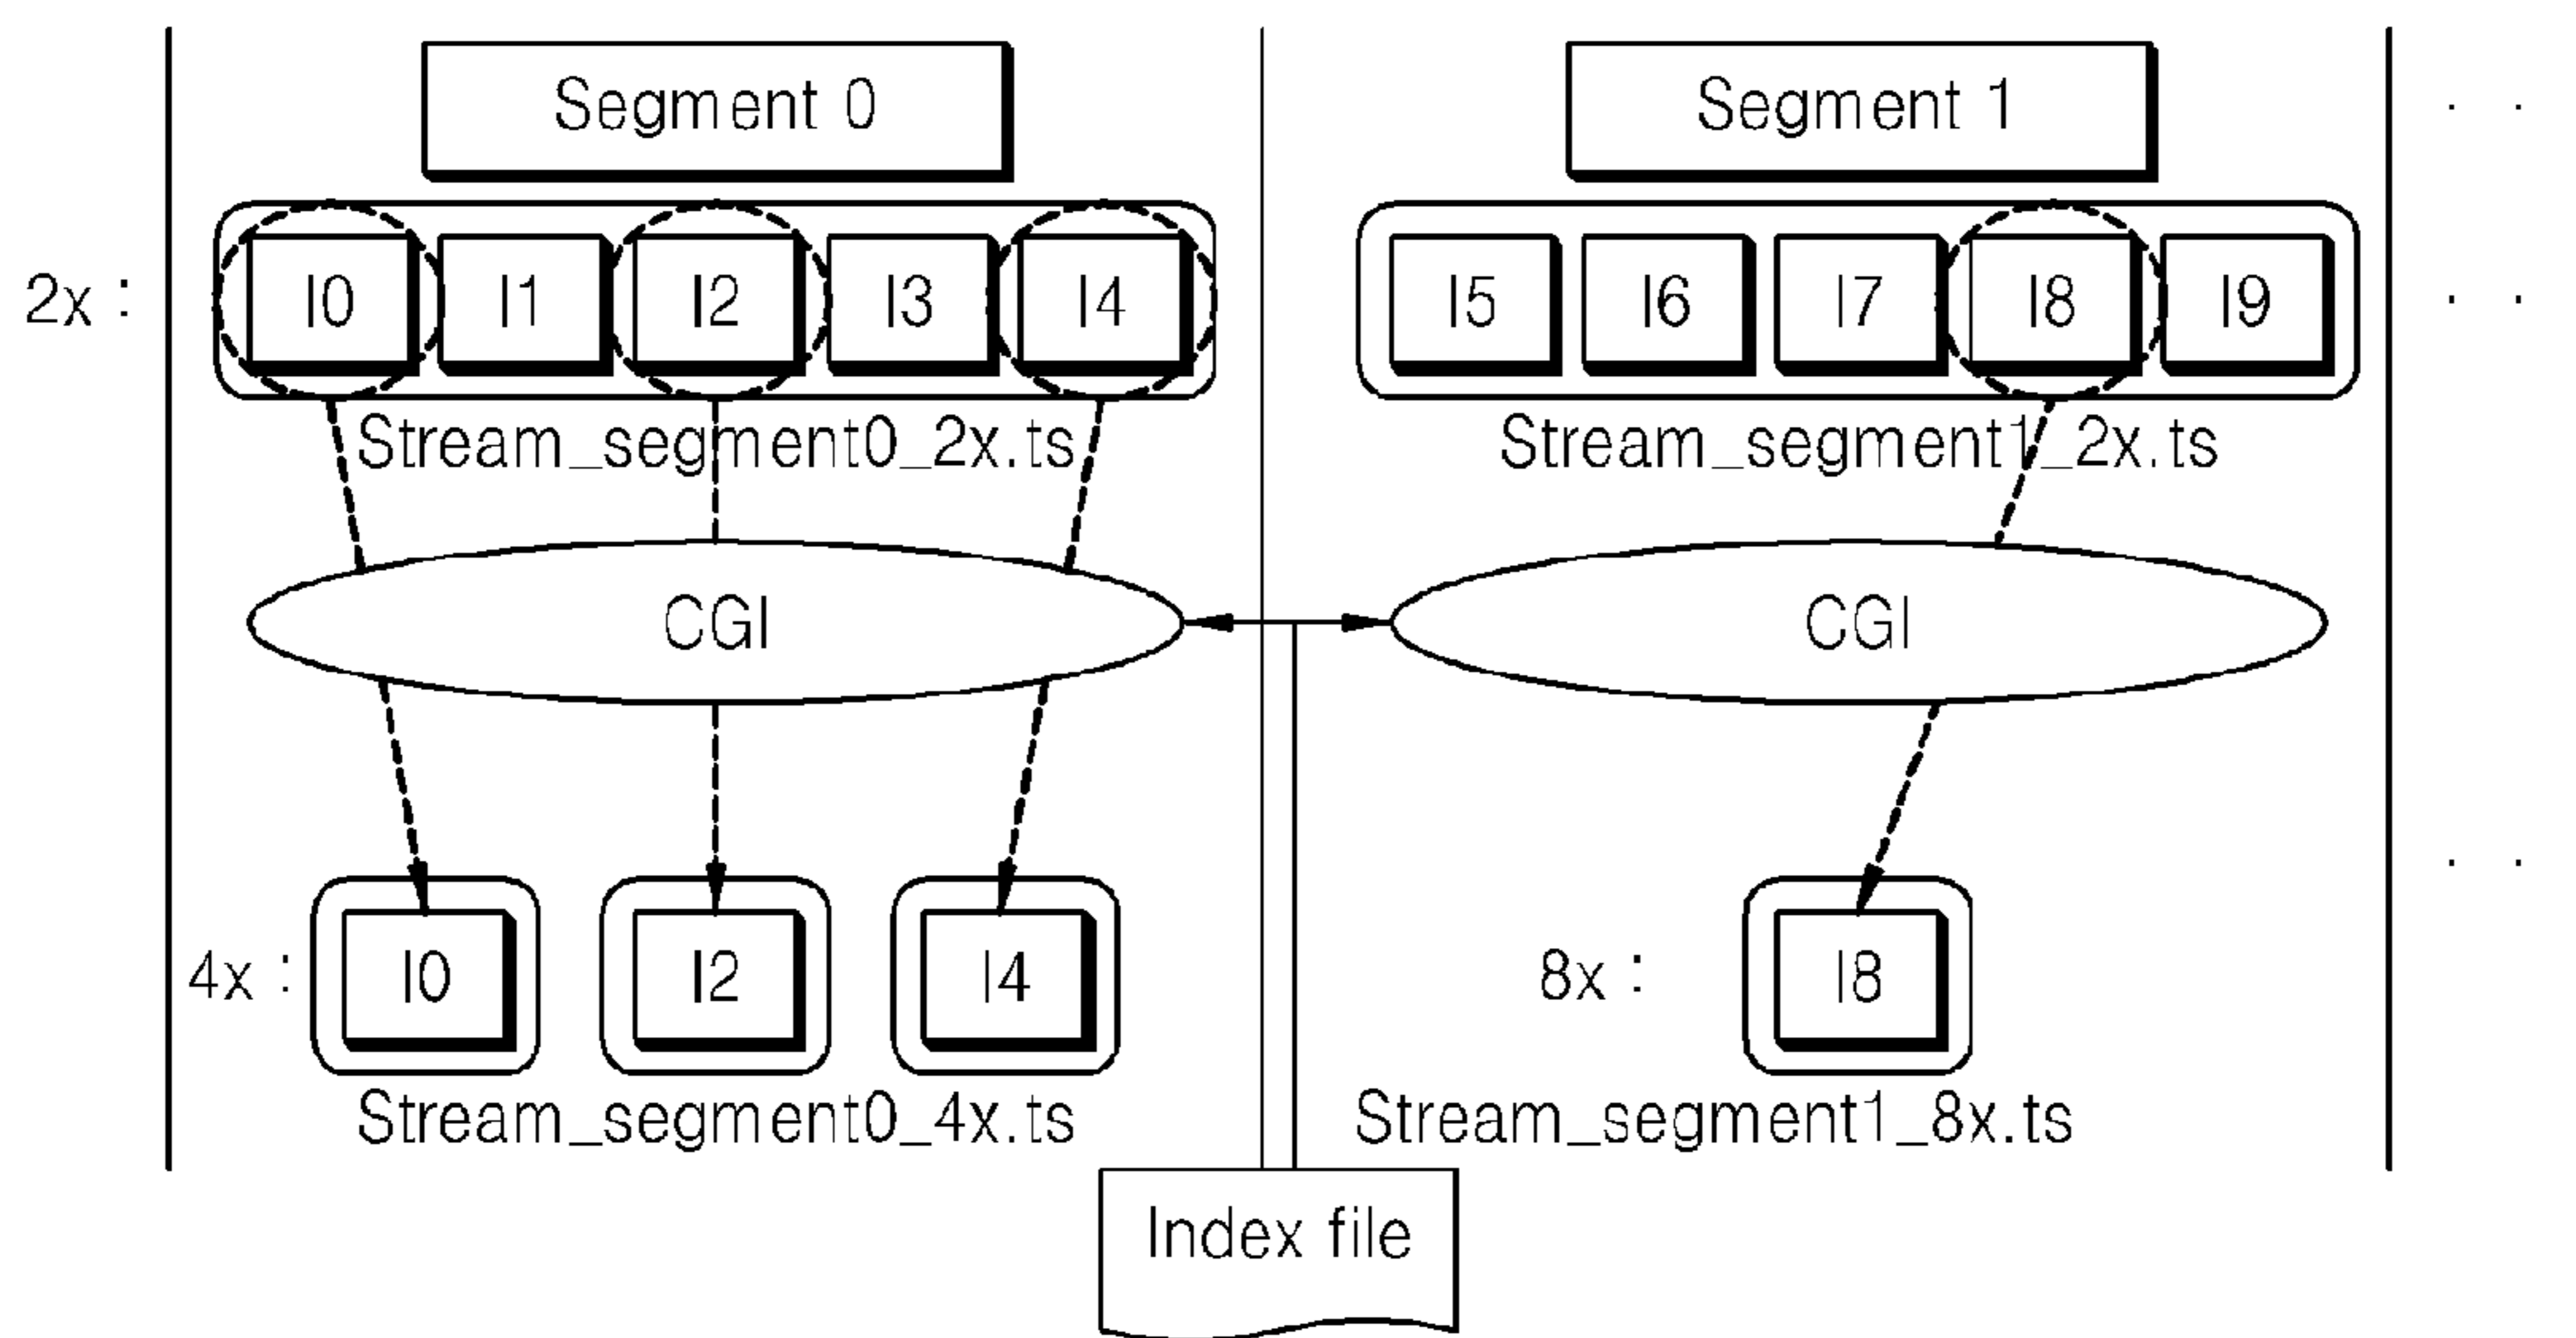 Segment 0
Segment 1
2x :
I0 I1 I2 I3 I4
I5 I6 I7 I8 I9
Stream_segment0_2x.ts
Stream_segment1_2x.ts
CGI
CGI
4x :
I0 I2 I4
8x :
I8
Stream_segment0_4x.ts
Stream_segment1_8x.ts
Index file